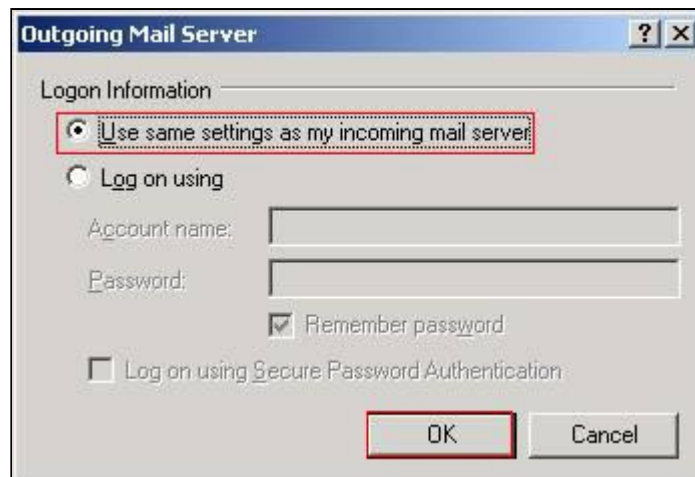 Outgoing Mail Server
Logon Information
Use same settings as my incoming mail server
Log on using
Account name:
Password:
Remember password
Log on using Secure Password Authentication
OK Cancel